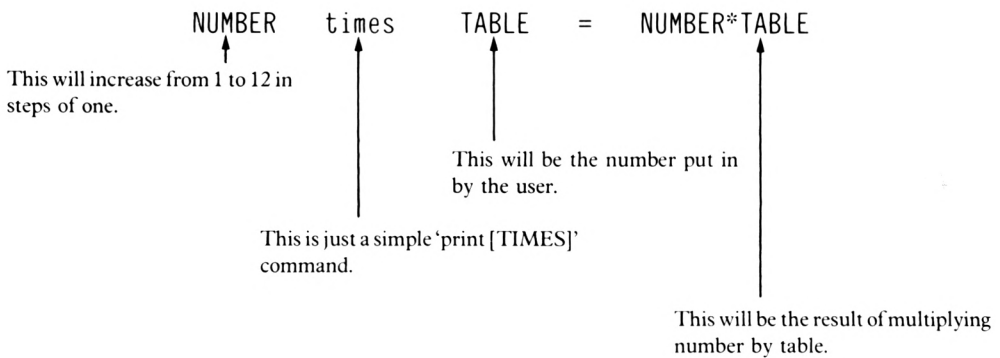 NUMBER times TABLE = NUMBER*TABLE
This will increase from 1 to 12 in
steps of one.
This will be the number put in
by the user.
This is just a simple ‘print [TIMES]’
command.
This will be the result of multiplying
number by table.